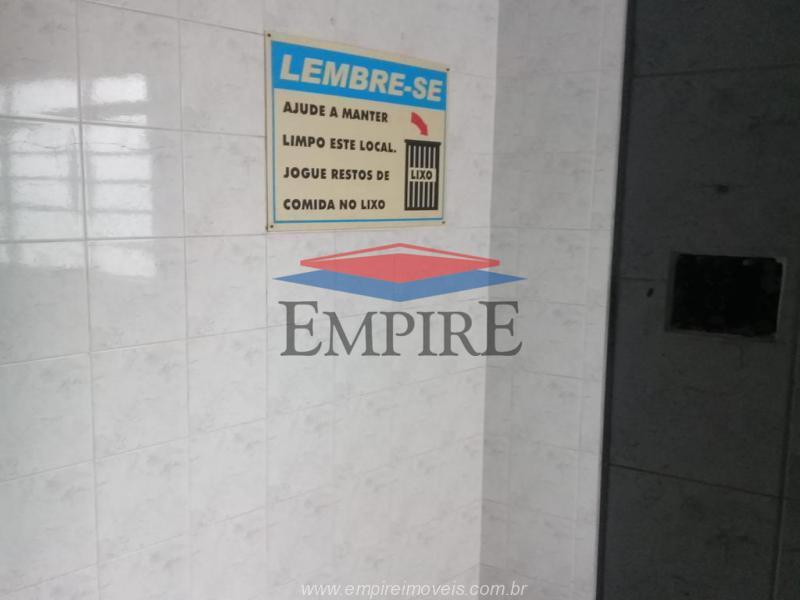 LEMBRE-SE
AJUDE A MANTER
LIMPO ESTE LOCAL.
JOGUE RESTOS DE
COMIDA NO LIXO
LIXO
EMPIRE
www.empireimoveis.com.br